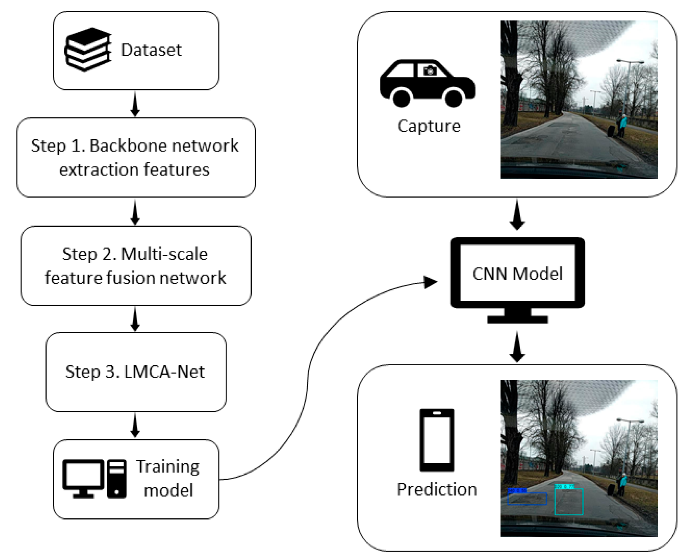 Dataset
Step 1. Backbone network
extraction features
Step 2. Multi-scale
feature fusion network
Step 3. LMCA-Net
Training
model
Capture
CNN Model
Prediction